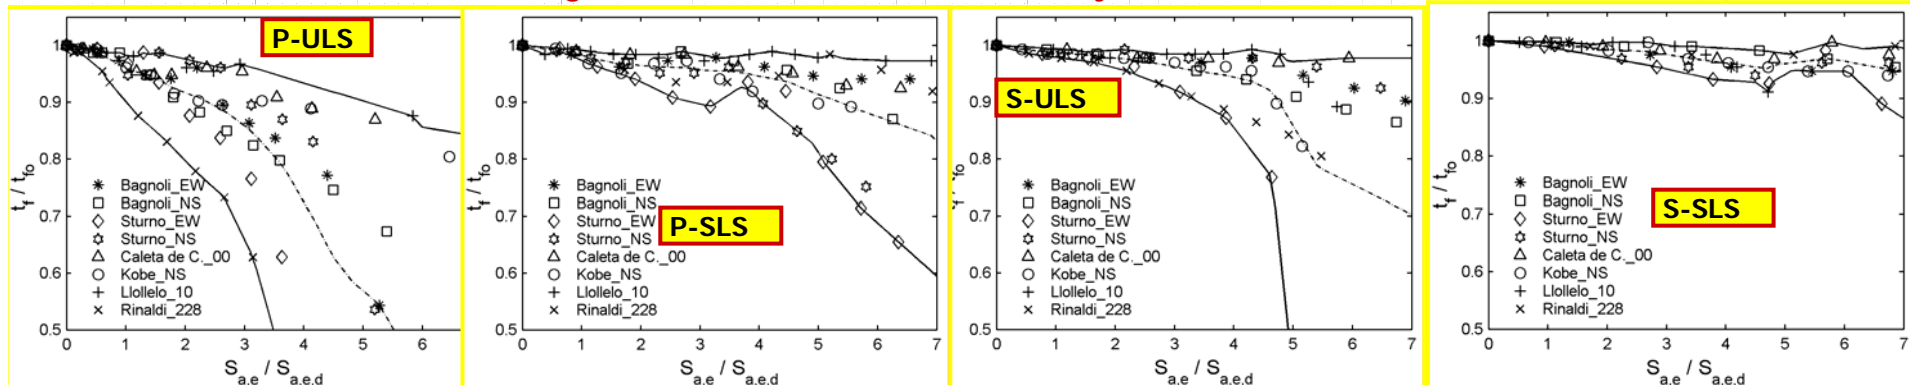 P-ULS
1
0.9
0.8
0.7
0.6
0.5
t_f / t_fo
Bagnoli_EW
Bagnoli_NS
Sturno_EW
Sturno_NS
Caleta de C._00
Kobe_NS
Llollelo_10
Rinaldi_228
0 1 2 3 4 5 6
S_a,e / S_a,e,d
P-SLS
1
0.9
0.8
0.7
0.6
0.5
Bagnoli_EW
Bagnoli_NS
Sturno_EW
Sturno_NS
Caleta de C._00
Kobe_NS
Llollelo_10
Rinaldi_228
0 1 2 3 4 5 6 7
S_a,e / S_a,e,d
S-ULS
1
0.9
0.8
0.7
0.6
0.5
/ t_fo
Bagnoli_EW
Bagnoli_NS
Sturno_EW
Sturno_NS
Caleta de C._00
Kobe_NS
Llollelo_10
Rinaldi_228
0 1 2 3 4 5 6 7
S_a,e / S_a,e,d
S-SLS
1
0.9
0.8
0.7
0.6
0.5
t_f / t_fo
Bagnoli_EW
Bagnoli_NS
Sturno_EW
Sturno_NS
Caleta de C._00
Kobe_NS
Llollelo_10
Rinaldi_228
0 1 2 3 4 5 6 7
S_a,e / S_a,e,d